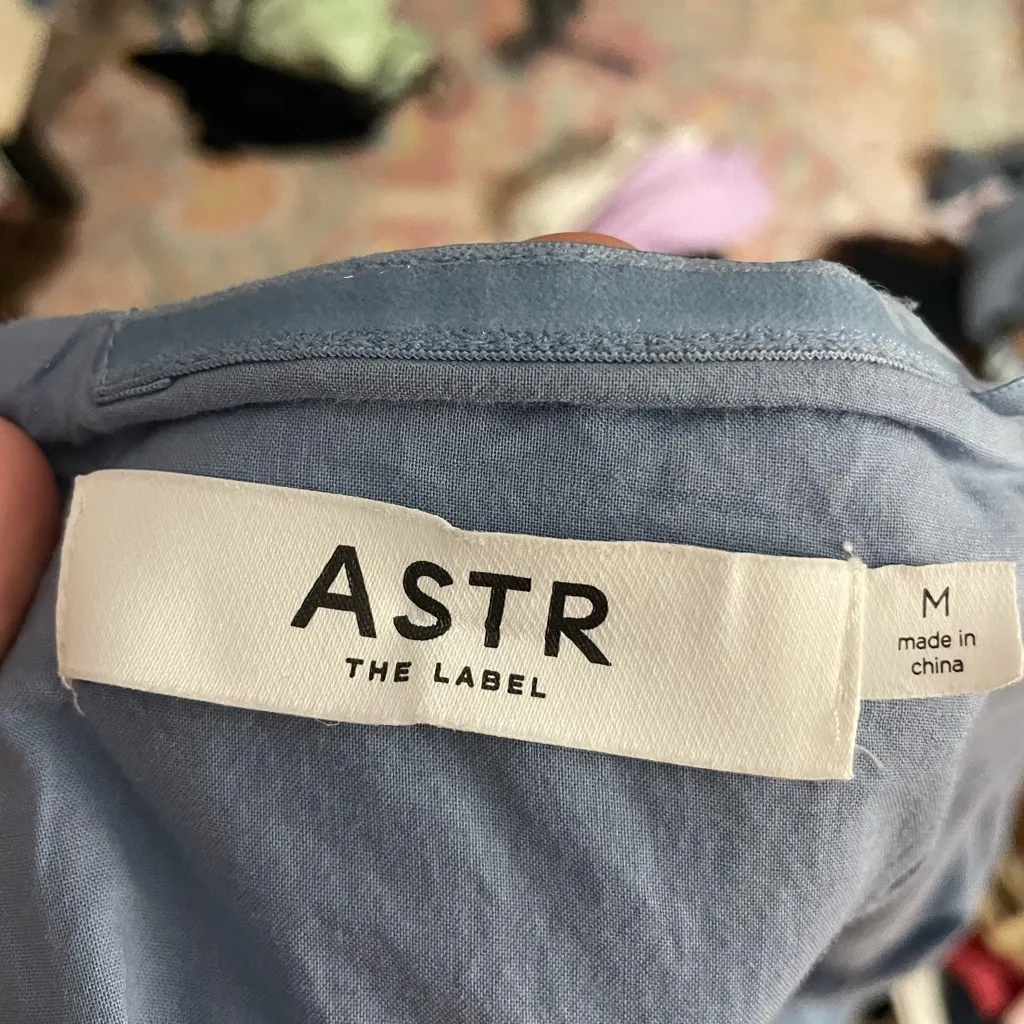 ASTR
THE LABEL
M
made in
china